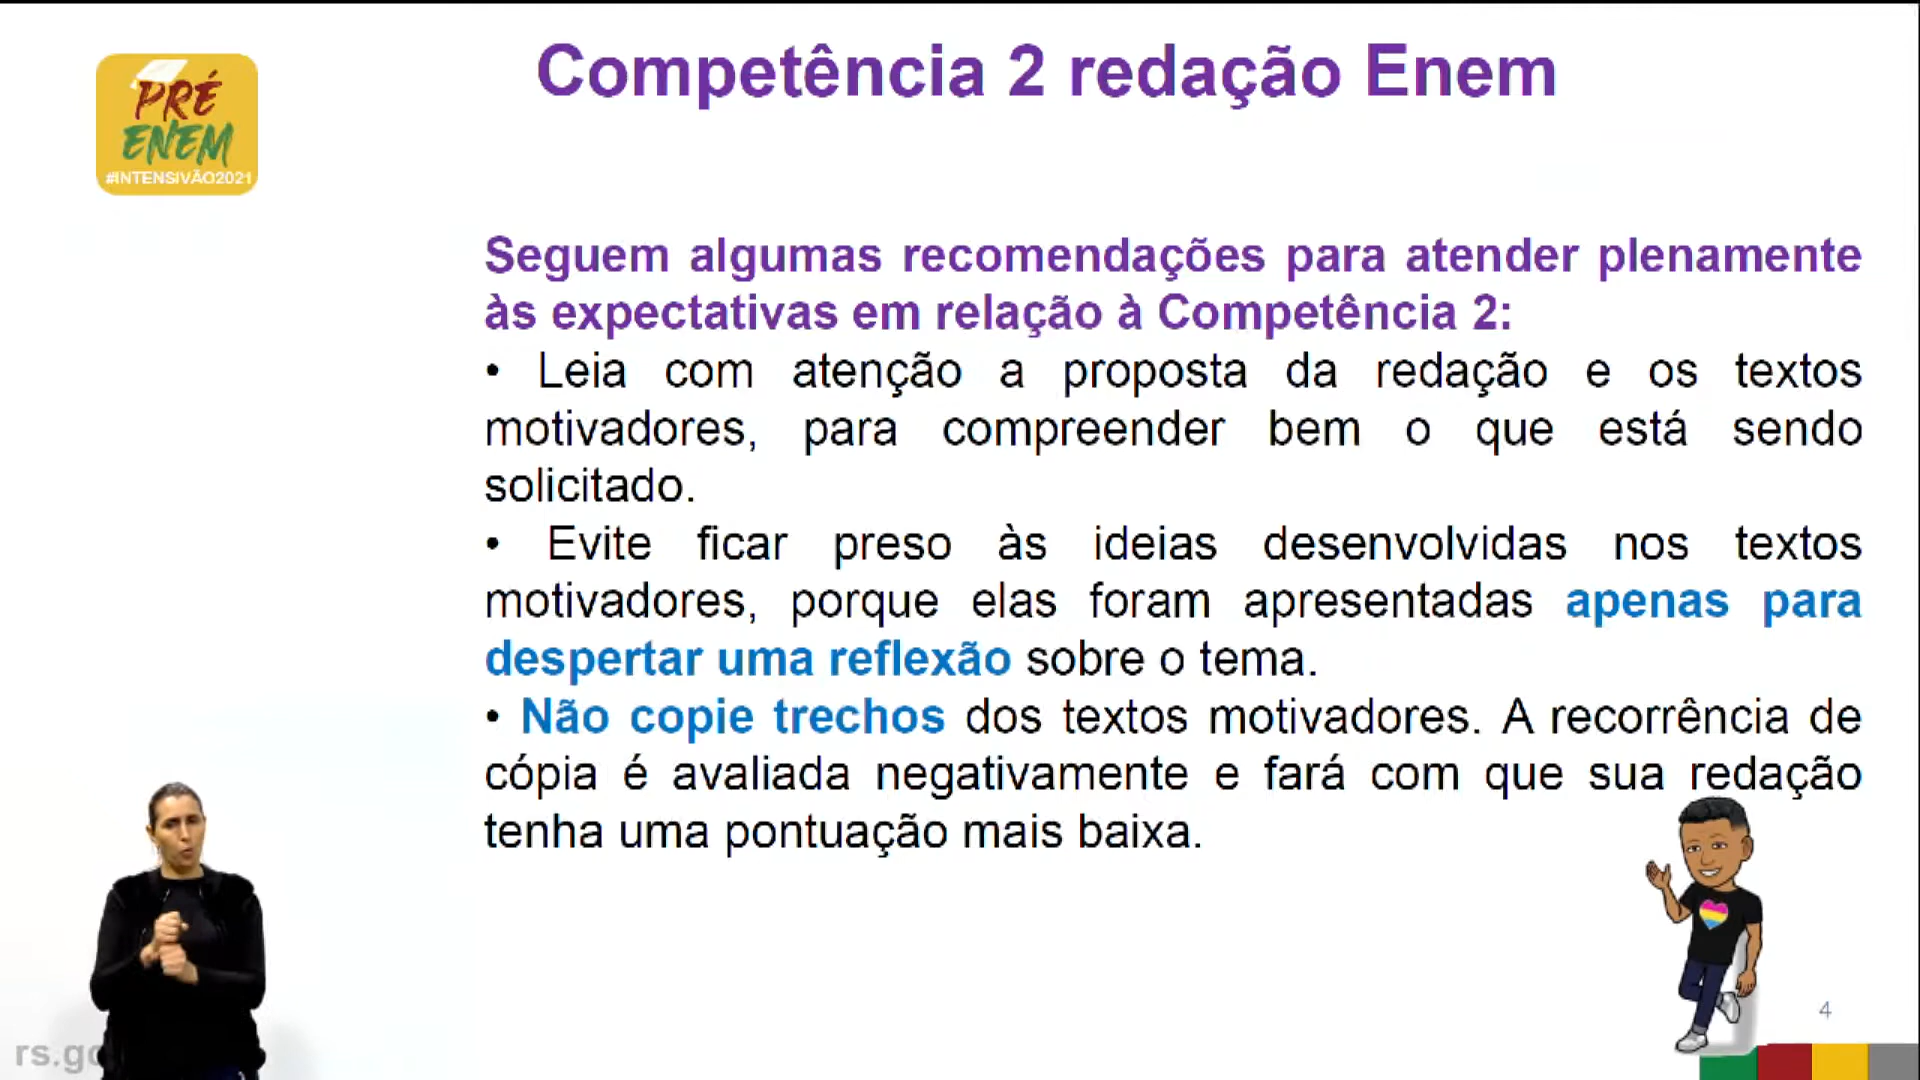 PRÉ
ENEM
#INTENSIVÃO2021
Competência 2 redação Enem
Seguem algumas recomendações para atender plenamente
às expectativas em relação à Competência 2:
• Leia com atenção a proposta da redação e os textos
motivadores, para compreender bem o que está sendo
solicitado.
• Evite ficar preso às ideias desenvolvidas nos textos
motivadores, porque elas foram apresentadas apenas para
despertar uma reflexão sobre o tema.
• Não copie trechos dos textos motivadores. A recorrência de
cópia é avaliada negativamente e fará com que sua redação
tenha uma pontuação mais baixa.
4